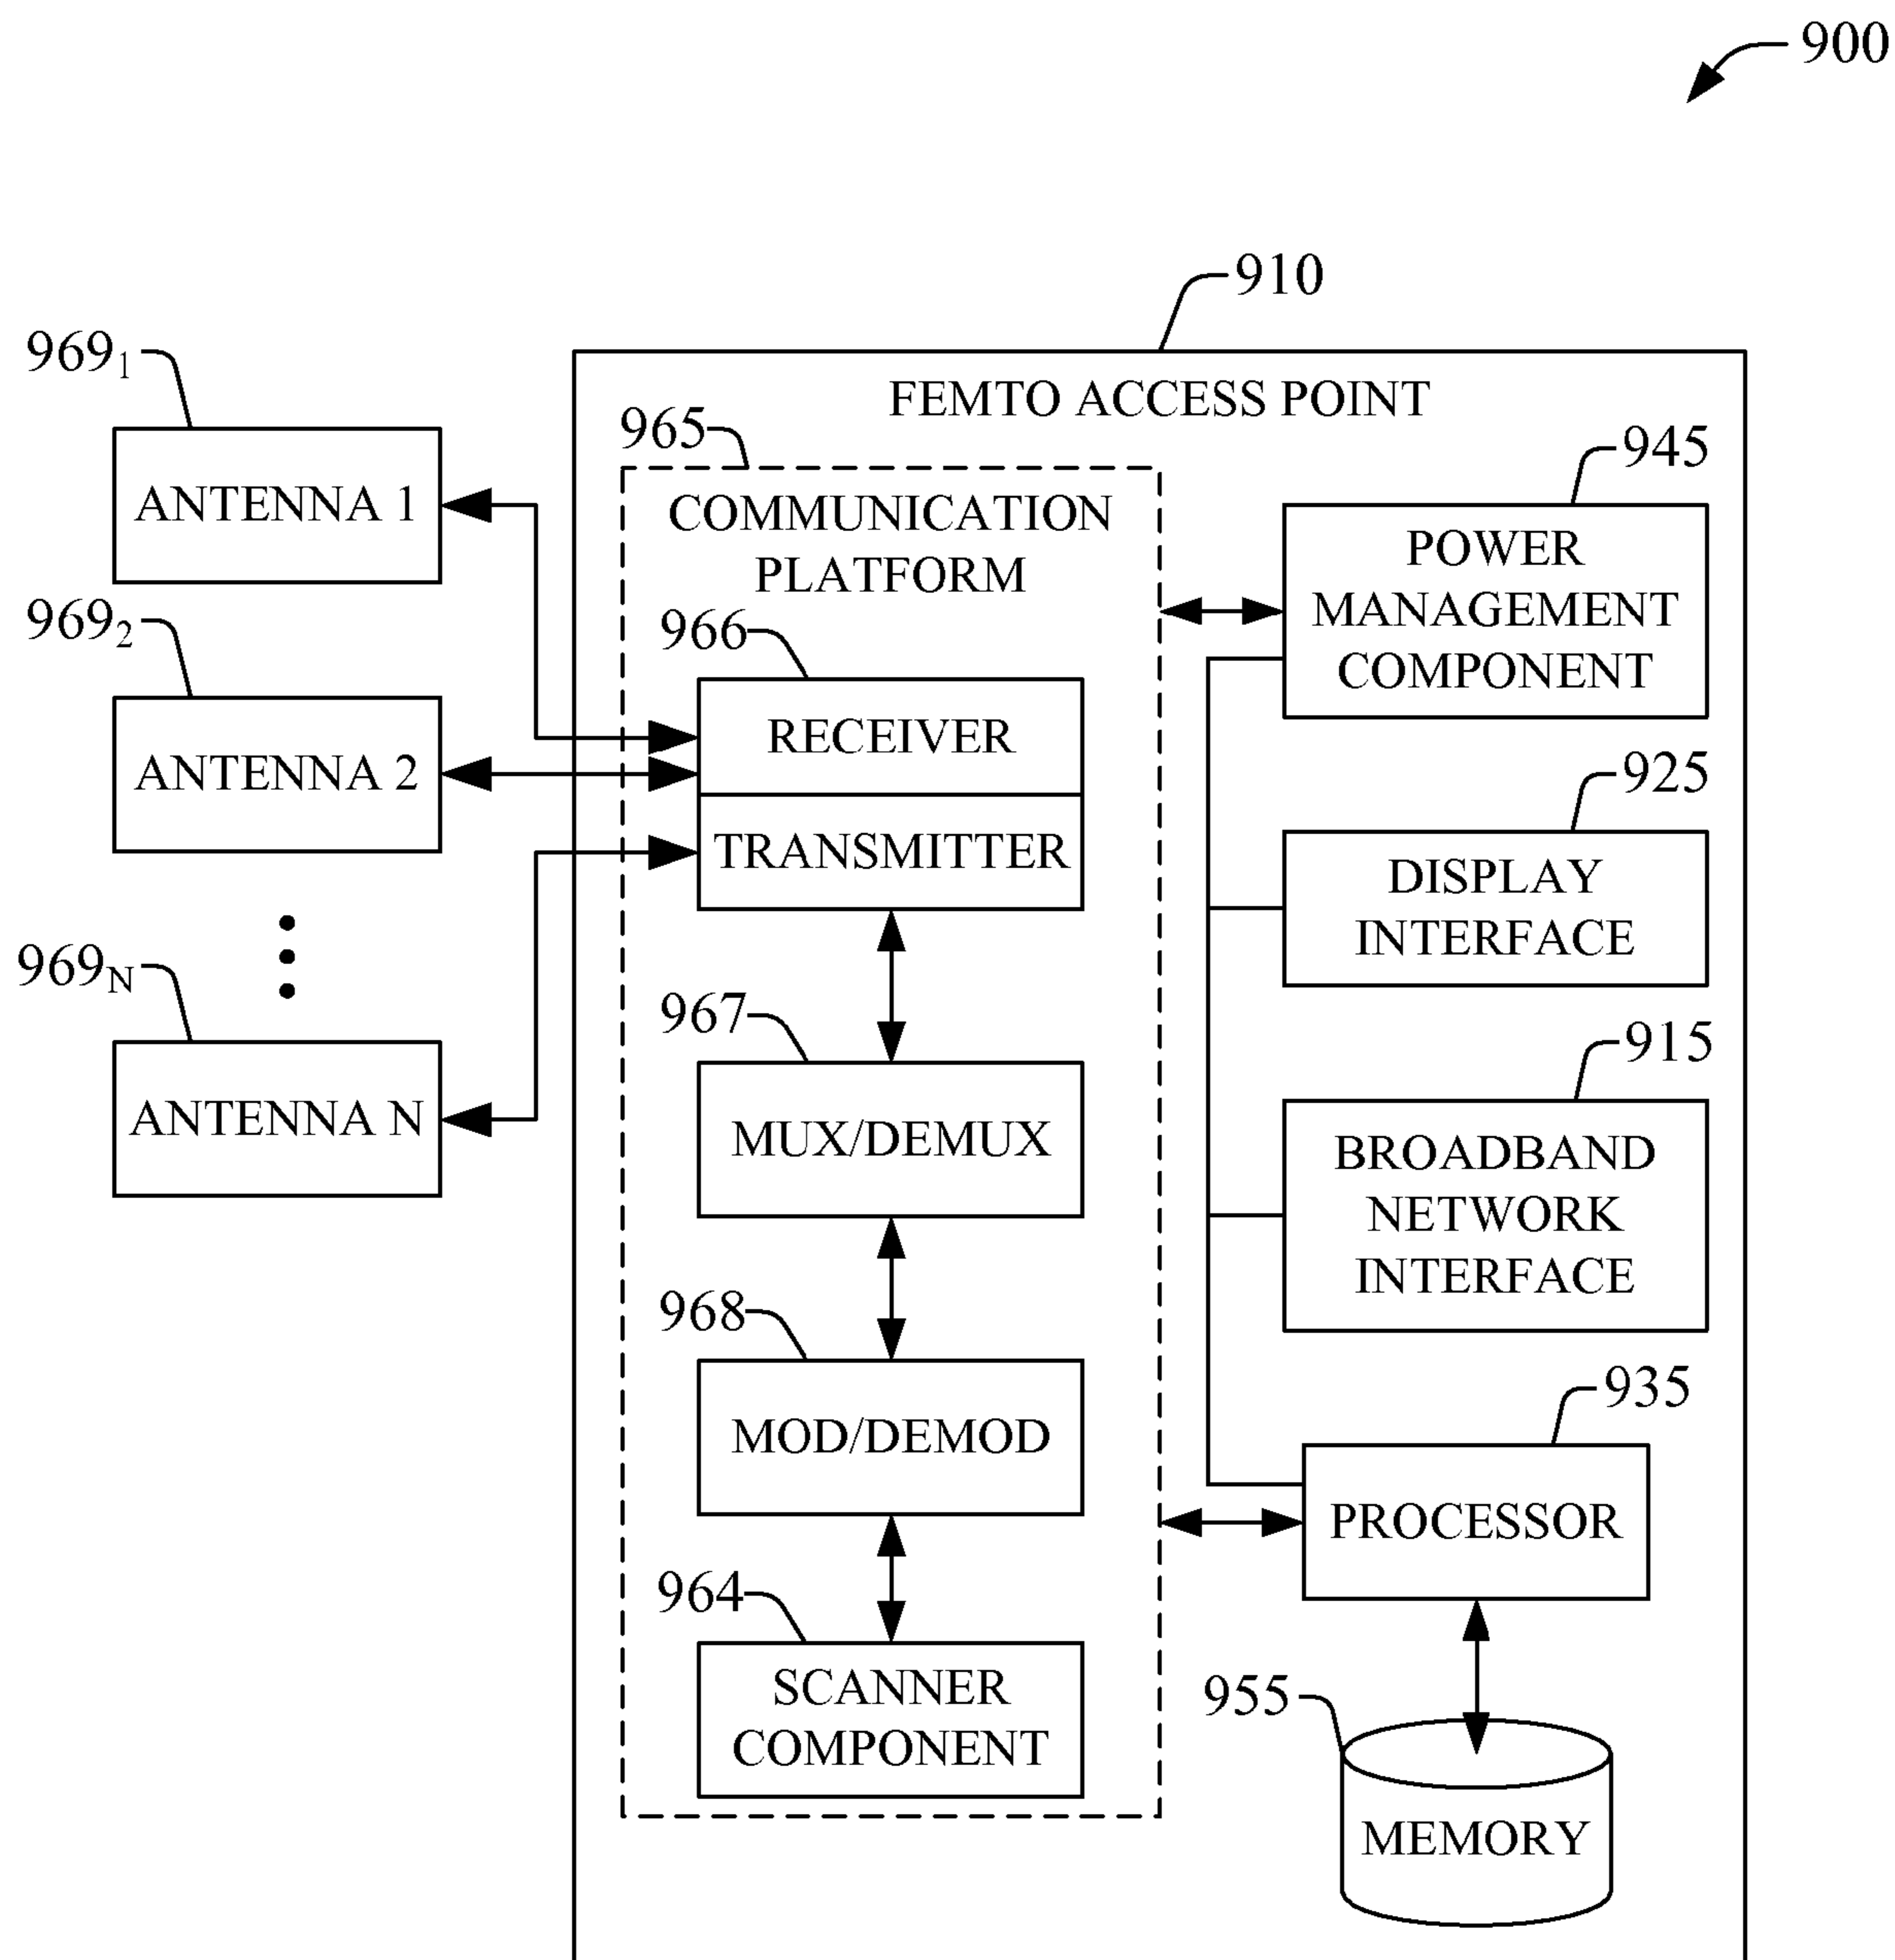 900
910
FEMTO ACCESS POINT
969₁
ANTENNA 1
969₂
ANTENNA 2
969N
ANTENNA N
965
COMMUNICATION
PLATFORM
966
RECEIVER
TRANSMITTER
967
MUX/DEMUX
968
MOD/DEMOD
964
SCANNER
COMPONENT
945
POWER
MANAGEMENT
COMPONENT
925
DISPLAY
INTERFACE
915
BROADBAND
NETWORK
INTERFACE
935
PROCESSOR
955
MEMORY